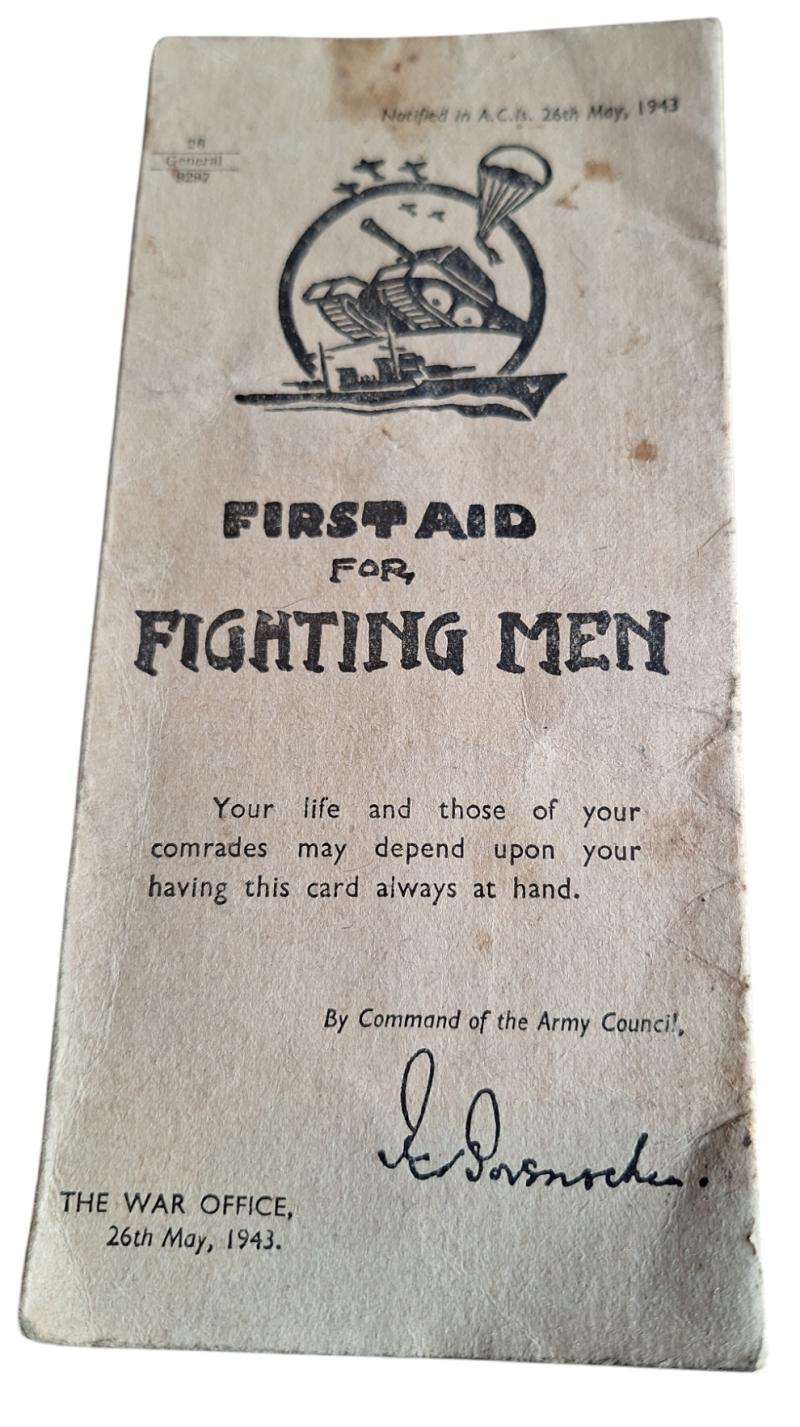 Notified in A.C.Is. 26th May, 1943
26
General
9297
FIRST AID
FOR
FIGHTING MEN
Your life and those of your
comrades may depend upon your
having this card always at hand.
By Command of the Army Council,
THE WAR OFFICE,
26th May, 1943.